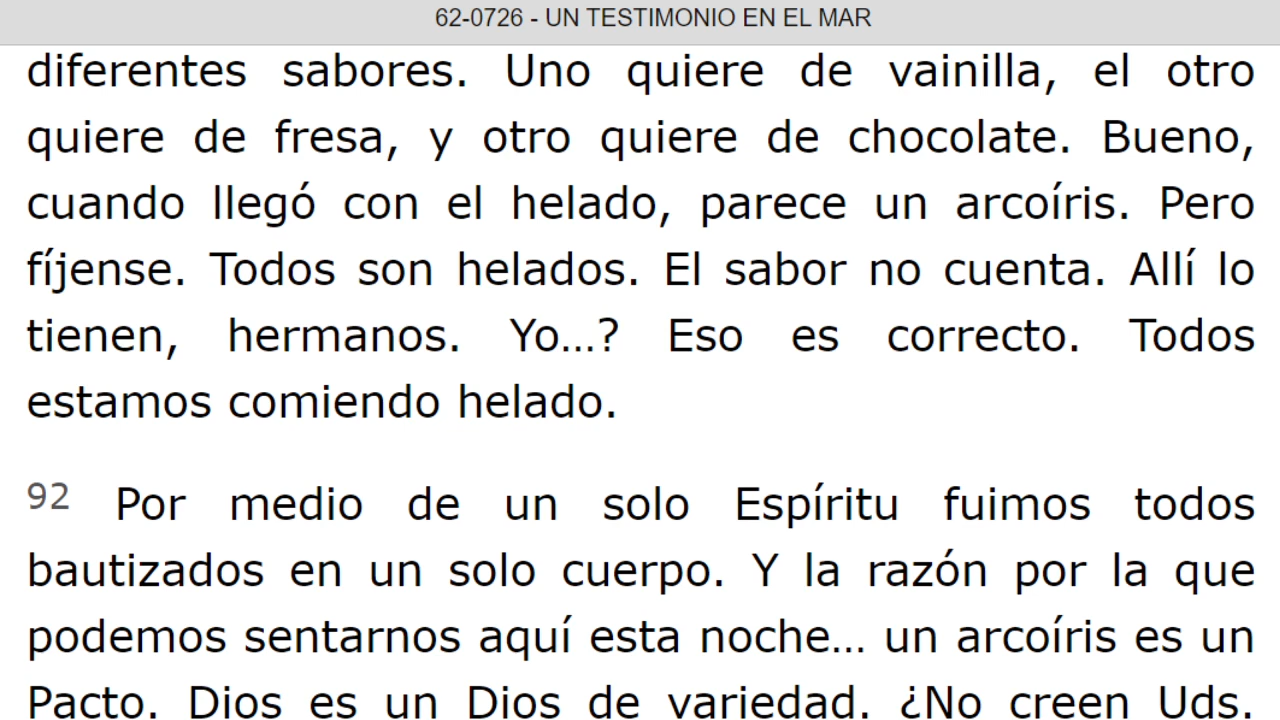 62-0726 - UN TESTIMONIO EN EL MAR
diferentes sabores. Uno quiere de vainilla, el otro
quiere de fresa, y otro quiere de chocolate. Bueno,
cuando llegó con el helado, parece un arcoíris. Pero
fíjense. Todos son helados. El sabor no cuenta. Allí lo
tienen, hermanos. Yo...? Eso es correcto. Todos
estamos comiendo helado.
92 Por medio de un solo Espíritu fuimos todos
bautizados en un solo cuerpo. Y la razón por la que
podemos sentarnos aquí esta noche... un arcoíris es un
Pacto. Dios es un Dios de variedad. ¿No creen Uds.